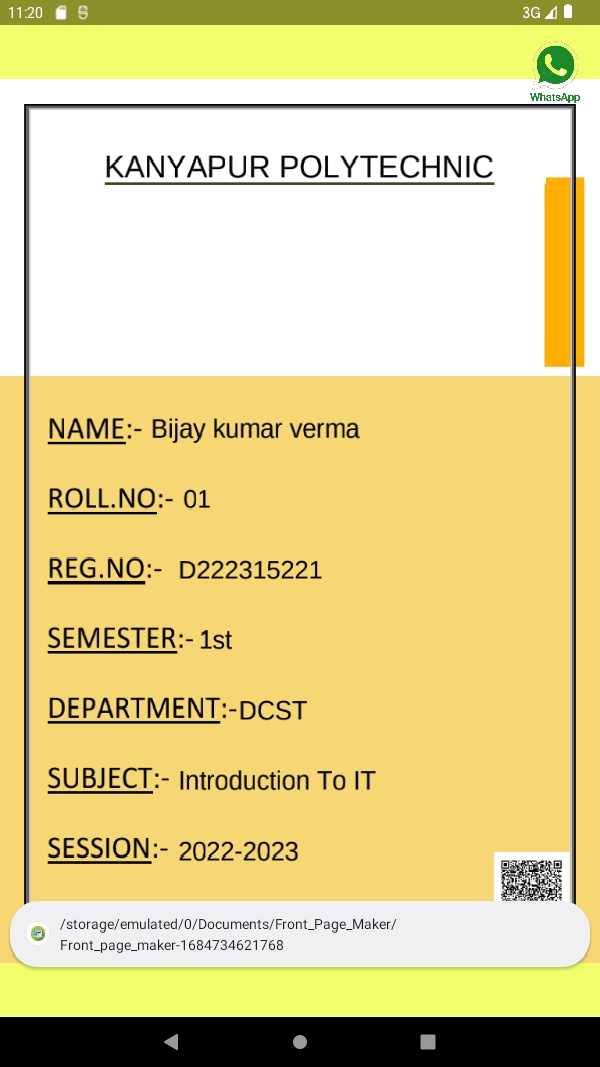 11:20 3G
WhatsApp
KANYAPUR POLYTECHNIC
NAME:- Bijay kumar verma
ROLL.NO:- 01
REG.NO:- D222315221
SEMESTER:- 1st
DEPARTMENT:-DCST
SUBJECT:- Introduction To IT
SESSION:- 2022-2023
/storage/emulated/0/Documents/Front_Page_Maker/
Front_page_maker-1684734621768